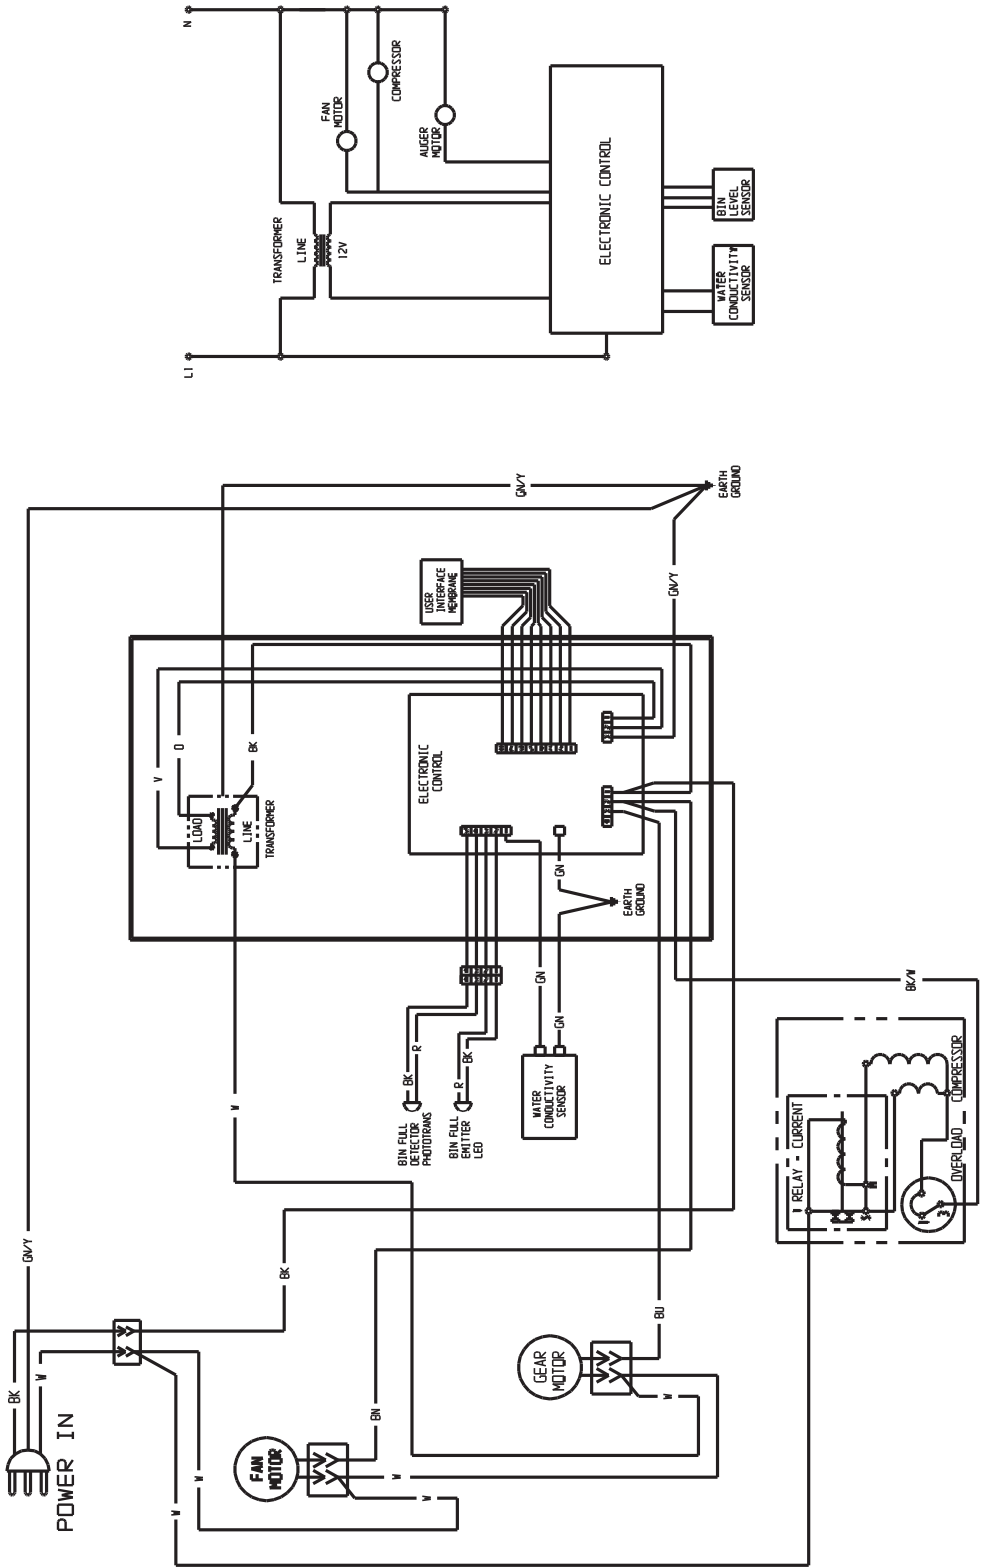 N
COMPRESSOR
FAN
MOTOR
AUGER
MOTOR
ELECTRONIC CONTROL
TRANSFORMER
LINE
12V
BIN
LEVEL
SENSOR
WATER
CONDUCTIVITY
SENSOR
L1
GN/Y
EARTH
GROUND
USER
INTERFACE
MEMBRANE
GN/Y
V
O
BK
ELECTRONIC
CONTROL
LOAD
LINE
TRANSFORMER
GN
EARTH
GROUND
GN
GN
BK/W
W
BK
R
R
BK
BIN FULL
DETECTOR
PHOTOTRANS
BIN FULL
EMITTER
LED
WATER
CONDUCTIVITY
SENSOR
COMPRESSOR
RELAY - CURRENT
OVERLOAD
1
M
S
1
3
GN/Y
BK
BU
BK
W
POWER IN
GEAR
MOTOR
W
BN
FAN
MOTOR
W
W
W
W